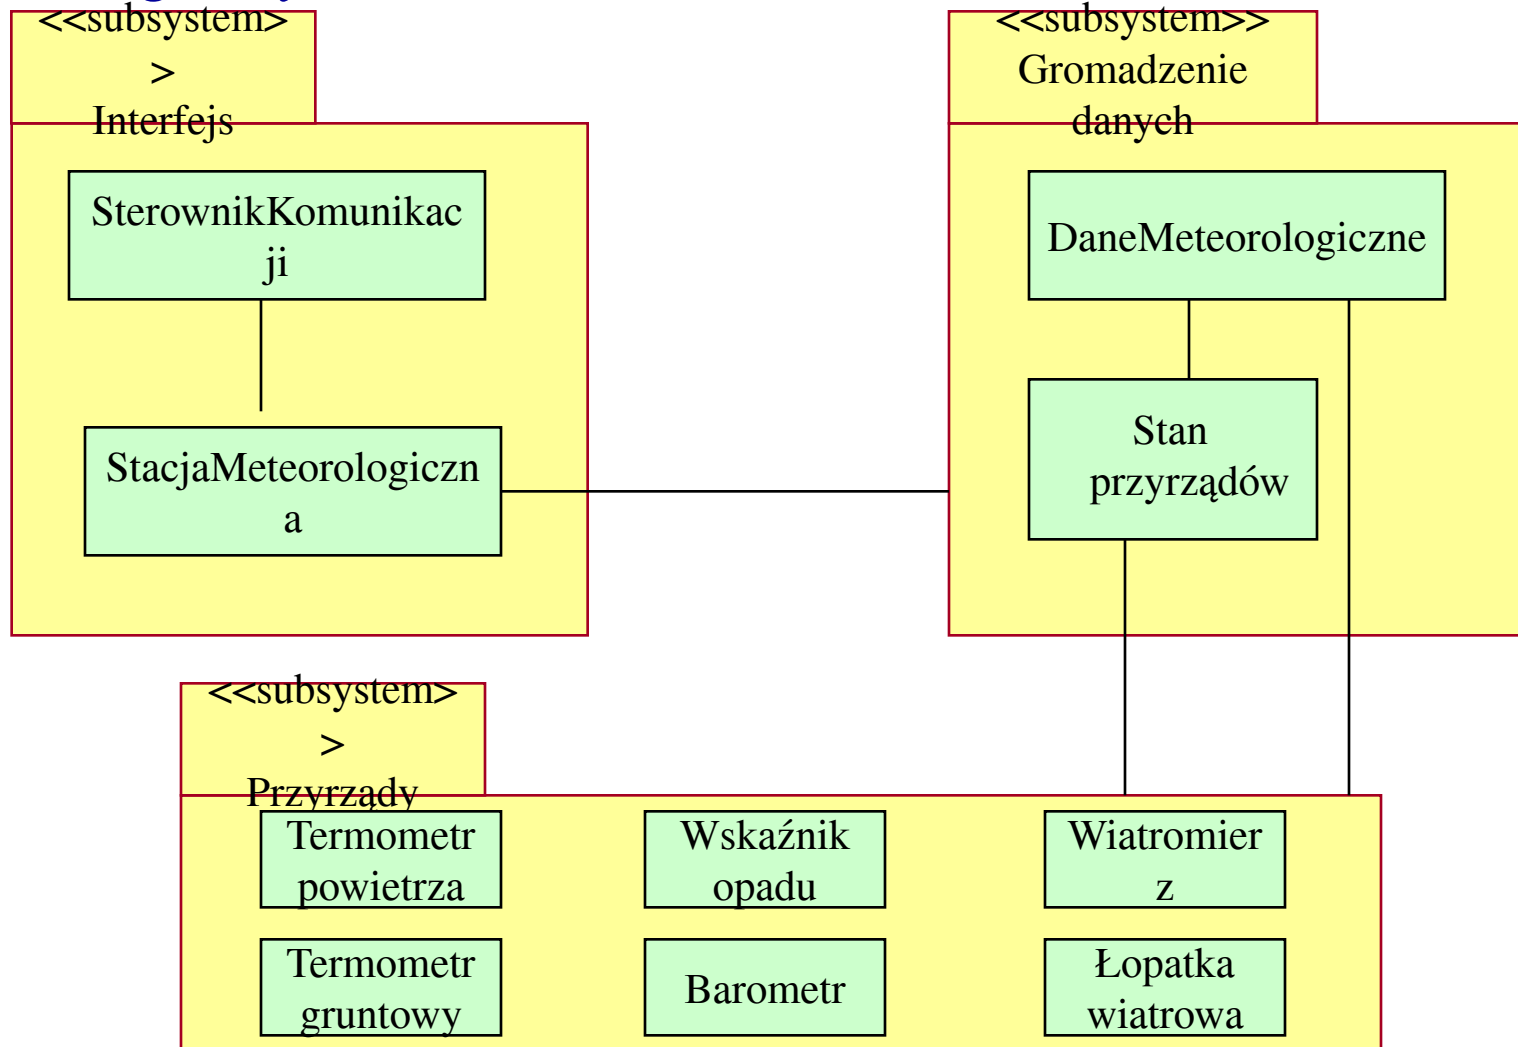 <<subsystem>
>
Interfejs
SterownikKomunikac
ji
StacjaMeteorologiczn
a
<<subsystem>>
Gromadzenie
danych
DaneMeteorologiczne
Stan
przyrządów
<<subsystem>
>
Przyrządy
Termometr
powietrza
Wskaźnik
opadu
Wiatromier
z
Termometr
gruntowy
Barometr
Łopatka
wiatrowa